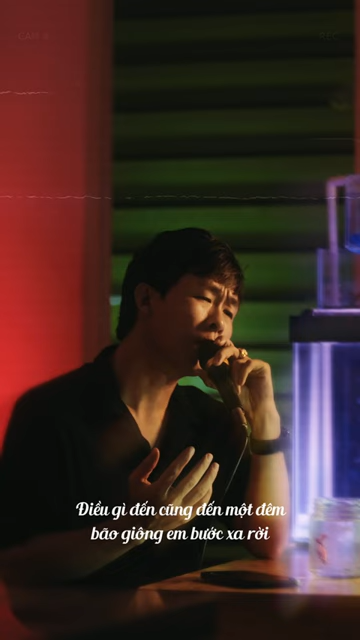 Điều gì đến cũng đến một đêm
bão giông em bước xa rời